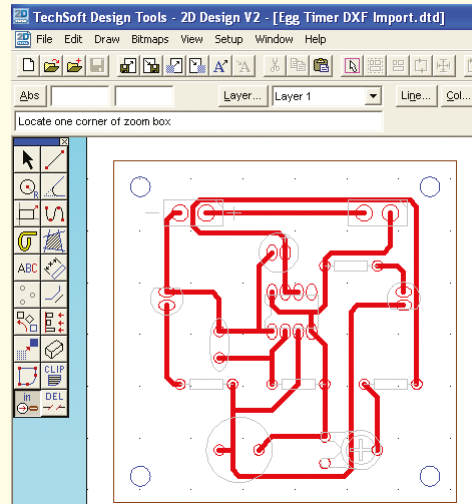 TechSoft Design Tools - 2D Design V2 - [Egg Timer DXF Import.dtd]
2D File Edit Draw Bitmaps View Setup Window Help
A A
Abs Layer... Layer 1 Line... Col...
Locate one corner of zoom box
R
ABC
CLIP
in DEL